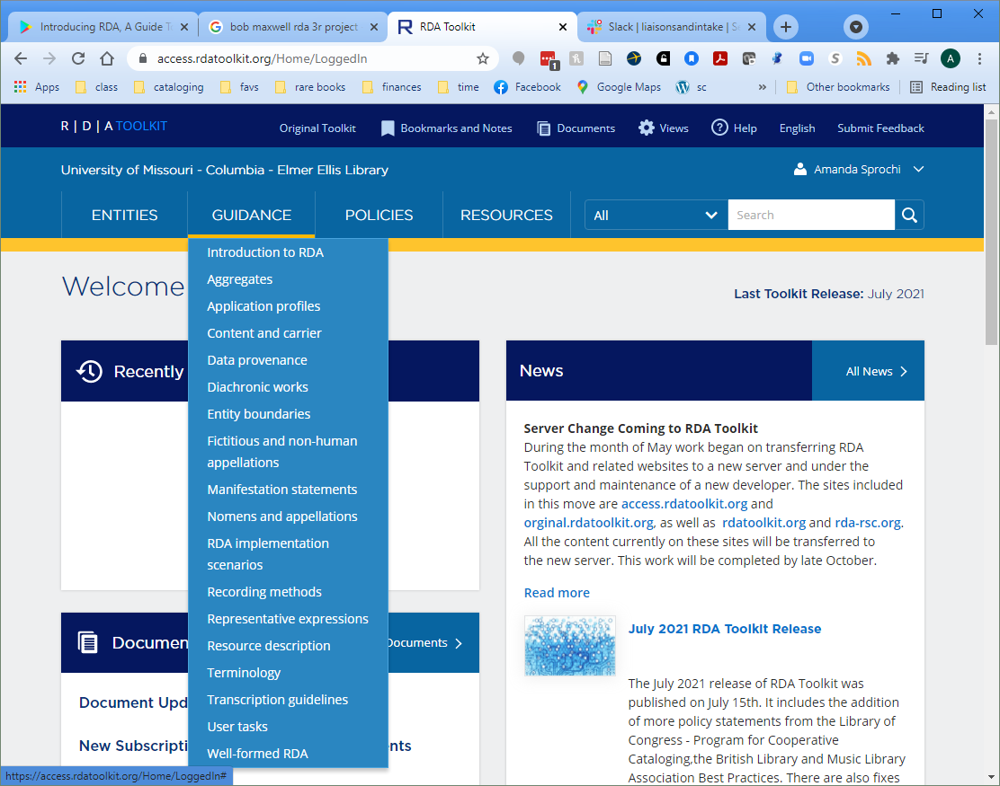 Introducing RDA, A Guide T
bob maxwell rda 3r project
RDA Toolkit
Slack | liaisonsandintake | S
access.rdatoolkit.org/Home/LoggedIn
1
S
A
Apps
class
cataloging
favs
rare books
finances
time
Facebook
Google Maps
sc
»
Other bookmarks
Reading list
R | D | A TOOLKIT
Original Toolkit
Bookmarks and Notes
Documents
Views
Help
English
Submit Feedback
University of Missouri - Columbia - Elmer Ellis Library
Amanda Sprochi
ENTITIES
GUIDANCE
POLICIES
RESOURCES
All
Search
Introduction to RDA
Aggregates
Application profiles
Content and carrier
Data provenance
Diachronic works
Entity boundaries
Fictitious and non-human
appellations
Manifestation statements
Nomens and appellations
RDA implementation
scenarios
Recording methods
Representative expressions
Resource description
Terminology
Transcription guidelines
User tasks
Well-formed RDA
Welcome
Last Toolkit Release: July 2021
Recently
Documen
Documents
Document Upd
New Subscripti
nts
News
All News
Server Change Coming to RDA Toolkit
During the month of May work began on transferring RDA
Toolkit and related websites to a new server and under the
support and maintenance of a new developer. The sites included
in this move are access.rdatoolkit.org and
orginal.rdatoolkit.org, as well as rdatoolkit.org and rda-rsc.org.
All the content currently on these sites will be transferred to
the new server. This work will be completed by late October.
Read more
July 2021 RDA Toolkit Release
The July 2021 release of RDA Toolkit was
published on July 15th. It includes the addition
of more policy statements from the Library of
Congress - Program for Cooperative
Cataloging,the British Library and Music Library
Association Best Practices. There are also fixes
https://access.rdatoolkit.org/Home/LoggedIn#